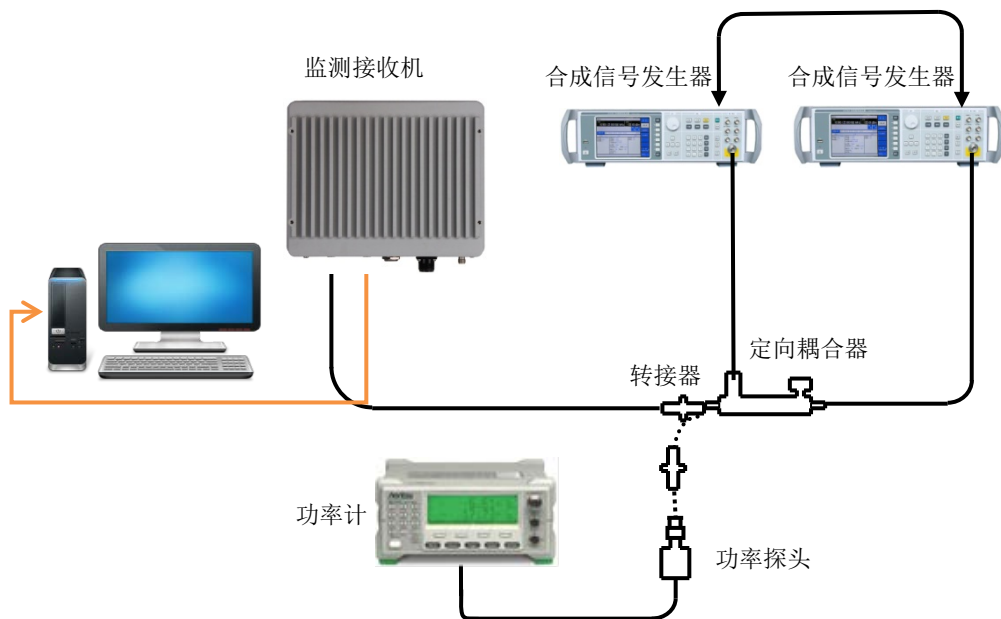 监测接收机
合成信号发生器
合成信号发生器
定向耦合器
转接器
功率计
功率探头